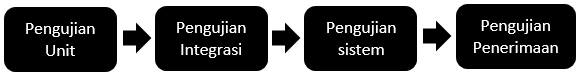 Pengujian
Unit
Pengujian
Integrasi
Pengujian
sistem
Pengujian
Penerimaan